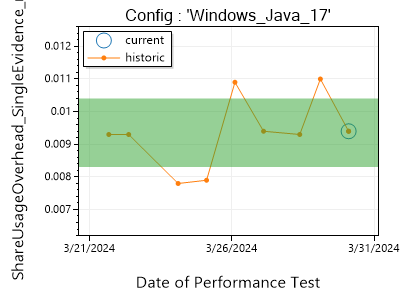 Config : 'Windows_Java_17'
current
historic
0.012
0.011
0.01
0.009
0.008
0.007
3/21/2024
3/26/2024
3/31/2024
Date of Performance Test
ShareUsageOverhead_SingleEvidence_